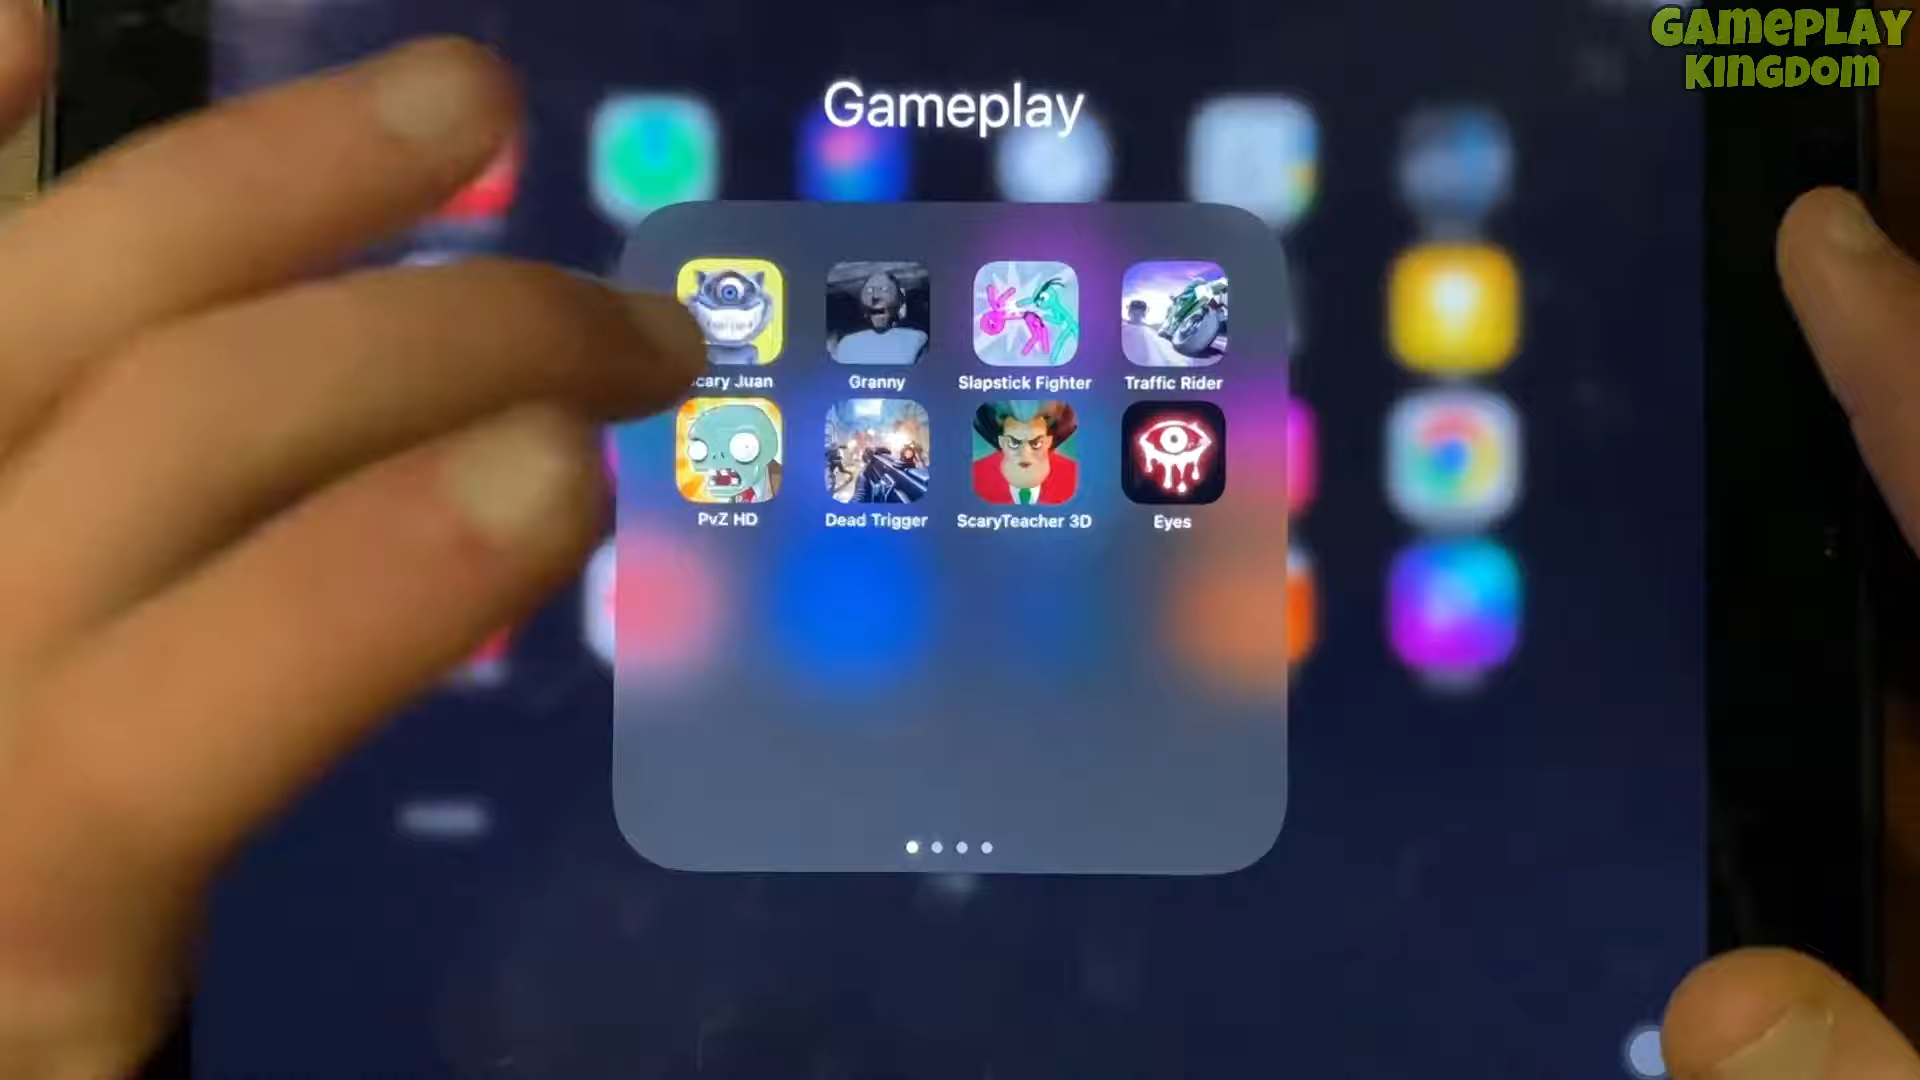 GAMEPLAY
KINGDOM
Gameplay
cary Juan
Granny
Slapstick Fighter
Traffic Rider
PvZ HD
Dead Trigger
ScaryTeacher 3D
Eyes